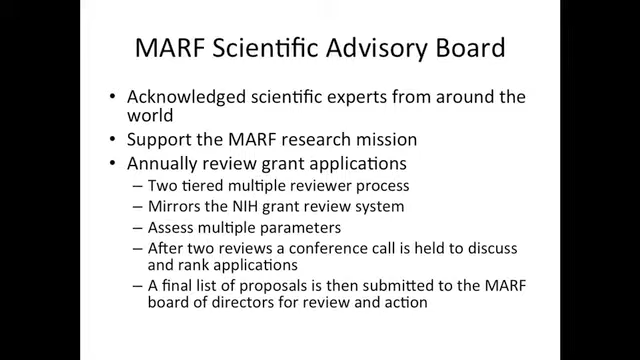 MARF Scientific Advisory Board
• Acknowledged scientific experts from around the
world
• Support the MARF research mission
• Annually review grant applications
– Two tiered multiple reviewer process
– Mirrors the NIH grant review system
– Assess multiple parameters
– After two reviews a conference call is held to discuss
and rank applications
– A final list of proposals is then submitted to the MARF
board of directors for review and action